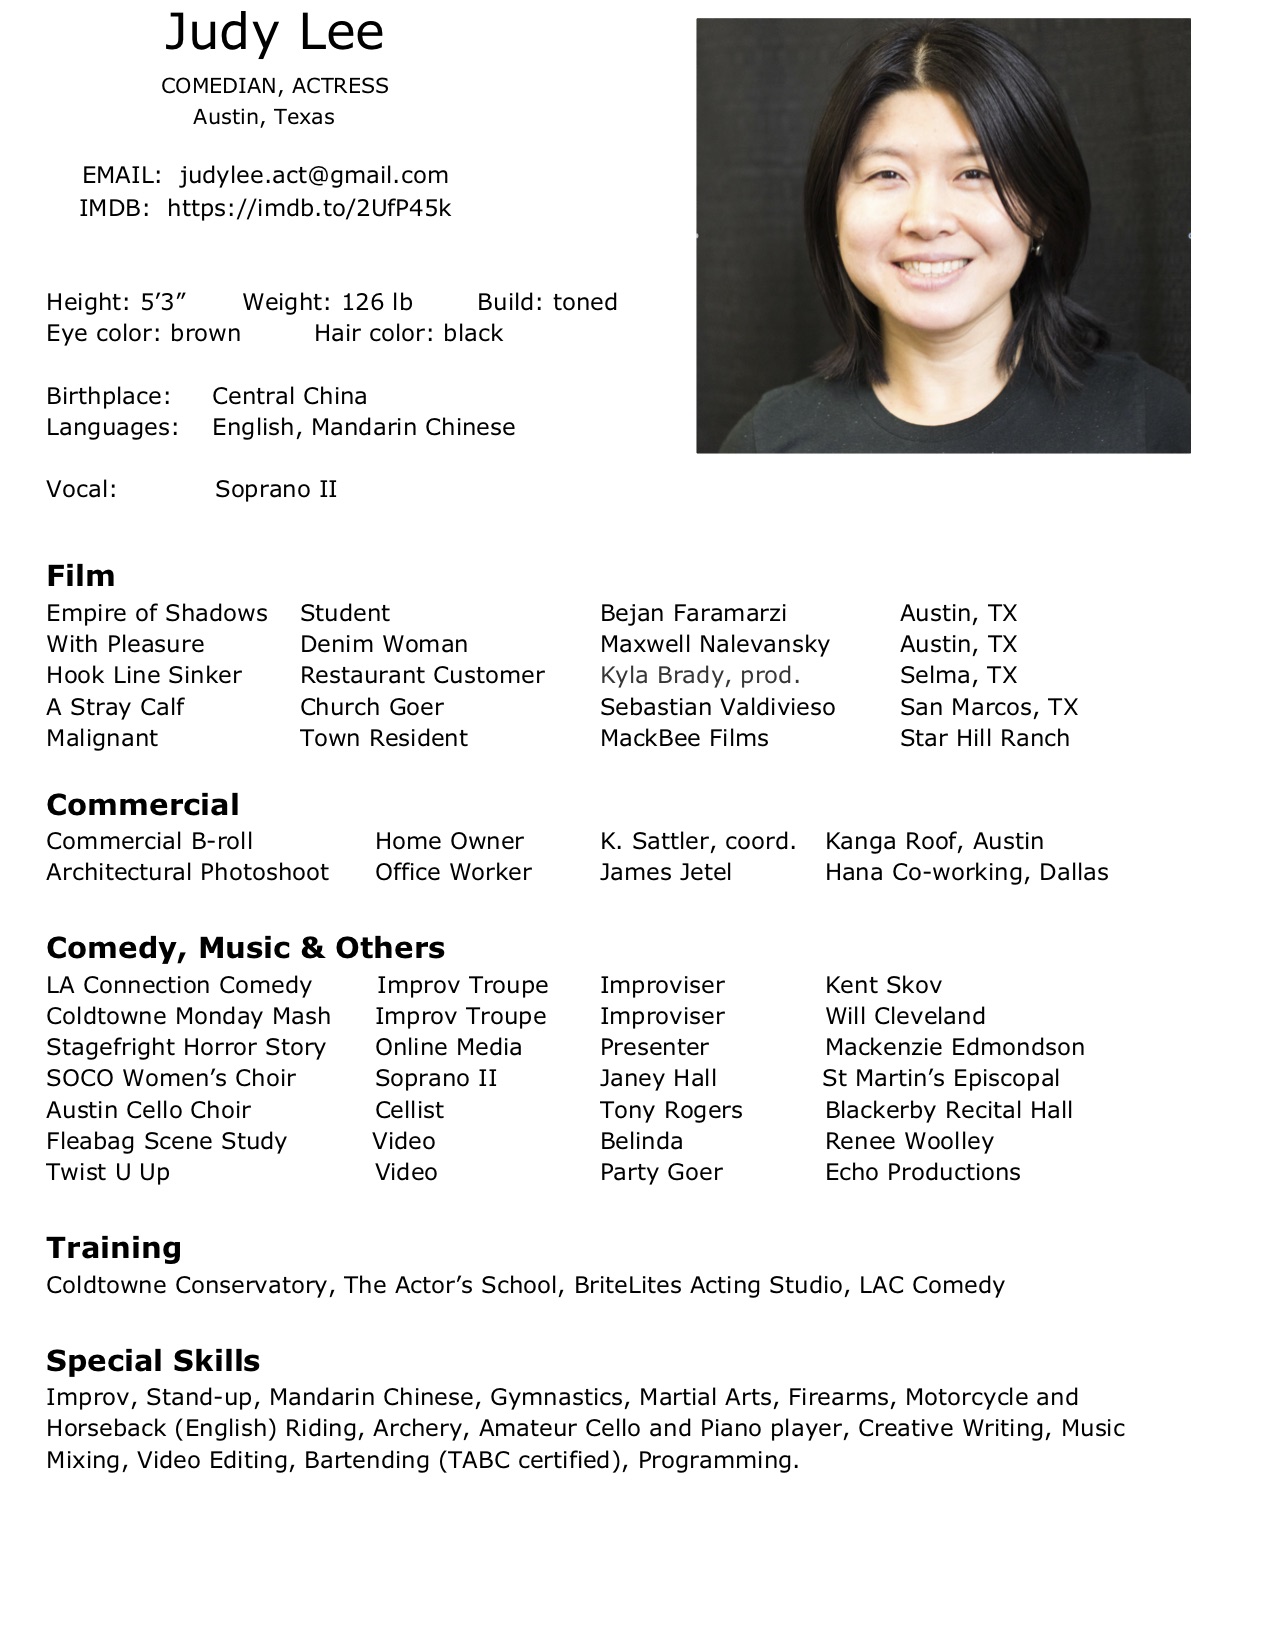 Judy Lee
COMEDIAN, ACTRESS
Austin, Texas
EMAIL: judylee.act@gmail.com
IMDB: https://imdb.to/2UfP45k
Height: 5’3” Weight: 126 lb Build: toned
Eye color: brown Hair color: black
Birthplace: Central China
Languages: English, Mandarin Chinese
Vocal: Soprano II
Film
Empire of Shadows Student Bejan Faramarzi Austin, TX
With Pleasure Denim Woman Maxwell Nalevansky Austin, TX
Hook Line Sinker Restaurant Customer Kyla Brady, prod. Selma, TX
A Stray Calf Church Goer Sebastian Valdivieso San Marcos, TX
Malignant Town Resident MackBee Films Star Hill Ranch
Commercial
Commercial B-roll Home Owner K. Sattler, coord. Kanga Roof, Austin
Architectural Photoshoot Office Worker James Jetel Hana Co-working, Dallas
Comedy, Music & Others
LA Connection Comedy Improv Troupe Improviser Kent Skov
Coldtowne Monday Mash Improv Troupe Improviser Will Cleveland
Stagefright Horror Story Online Media Presenter Mackenzie Edmondson
SOCO Women’s Choir Soprano II Janey Hall St Martin’s Episcopal
Austin Cello Choir Cellist Tony Rogers Blackerby Recital Hall
Fleabag Scene Study Video Belinda Renee Woolley
Twist U Up Video Party Goer Echo Productions
Training
Coldtowne Conservatory, The Actor’s School, BriteLites Acting Studio, LAC Comedy
Special Skills
Improv, Stand-up, Mandarin Chinese, Gymnastics, Martial Arts, Firearms, Motorcycle and
Horseback (English) Riding, Archery, Amateur Cello and Piano player, Creative Writing, Music
Mixing, Video Editing, Bartending (TABC certified), Programming.